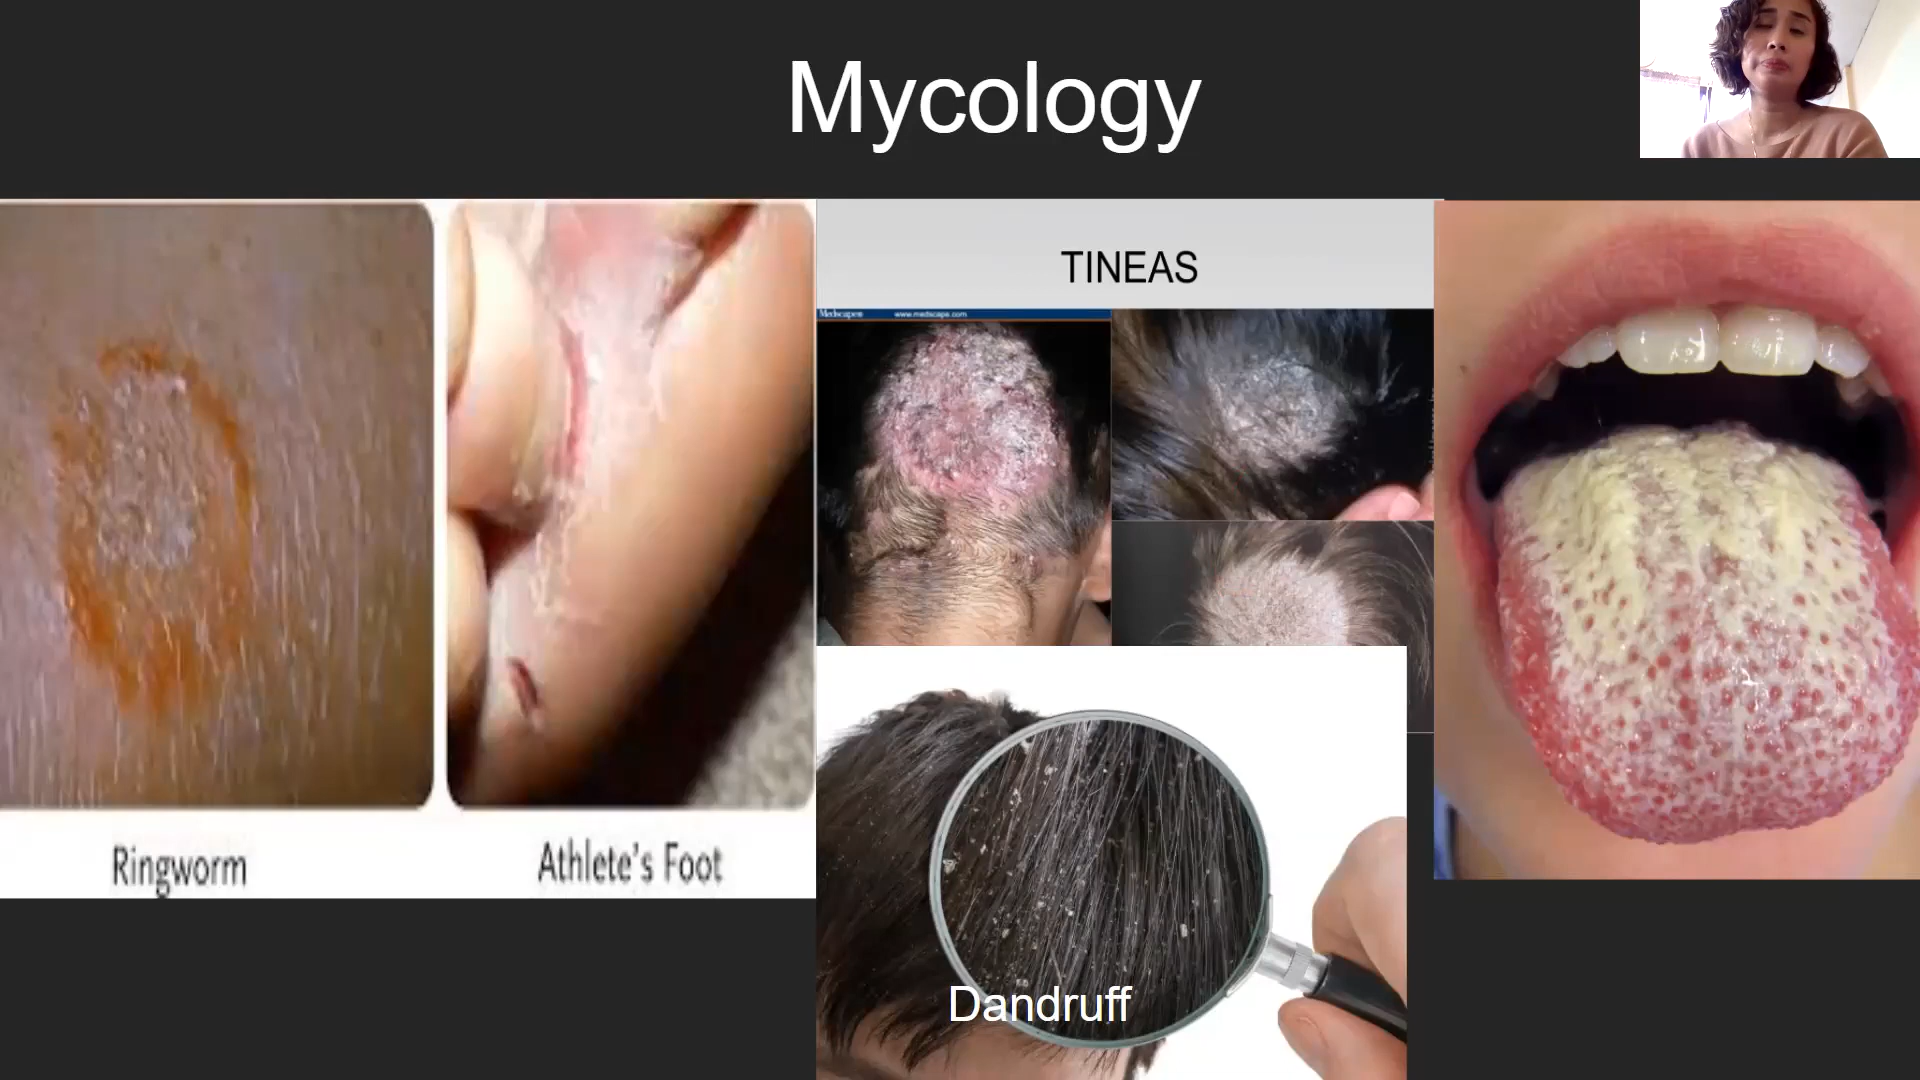 Mycology
TINEAS
Medscape® www.medscape.com
Ringworm
Athlete's Foot
Dandruff